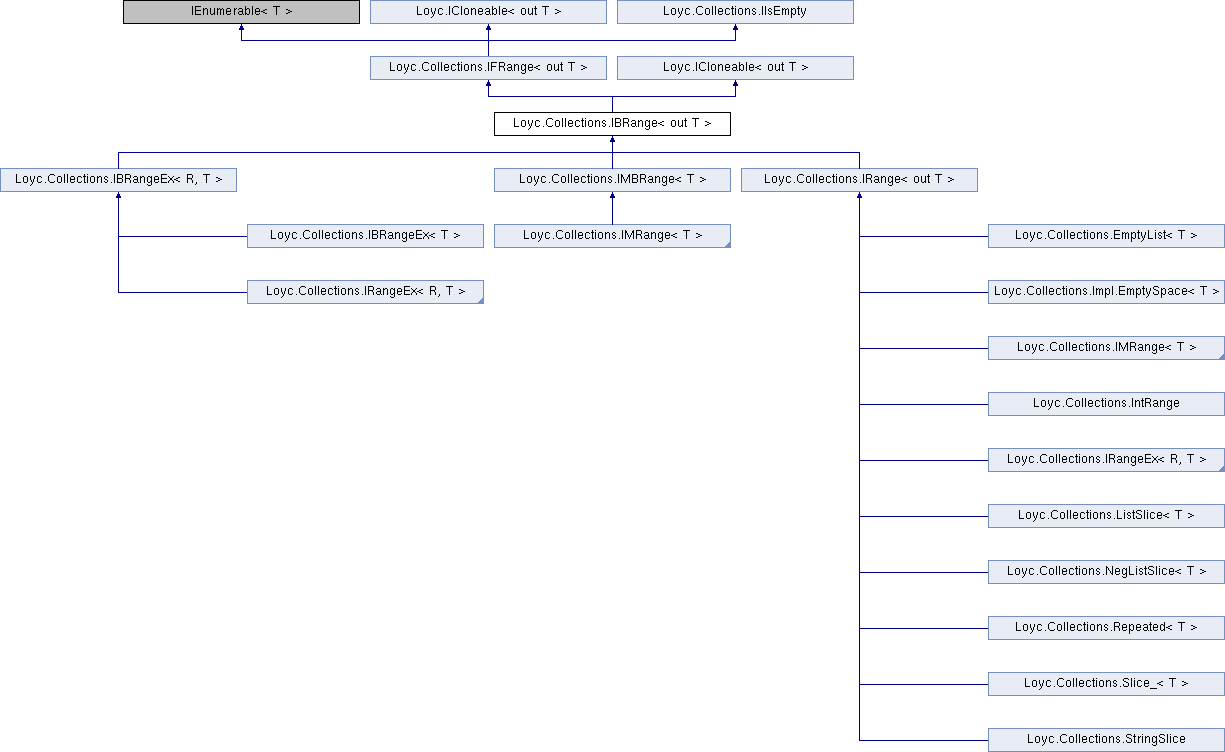 IEnumerable< T >
Loyc.ICloneable< out T >
Loyc.Collections.IIsEmpty
Loyc.Collections.IFRange< out T >
Loyc.ICloneable< out T >
Loyc.Collections.IBRange< out T >
Loyc.Collections.IBRangeEx< R, T >
Loyc.Collections.IMBRange< T >
Loyc.Collections.IRange< out T >
Loyc.Collections.IBRangeEx< T >
Loyc.Collections.IMRange< T >
Loyc.Collections.EmptyList< T >
Loyc.Collections.IRangeEx< R, T >
Loyc.Collections.Impl.EmptySpace< T >
Loyc.Collections.IMRange< T >
Loyc.Collections.IntRange
Loyc.Collections.IRangeEx< R, T >
Loyc.Collections.ListSlice< T >
Loyc.Collections.NegListSlice< T >
Loyc.Collections.Repeated< T >
Loyc.Collections.Slice_< T >
Loyc.Collections.StringSlice